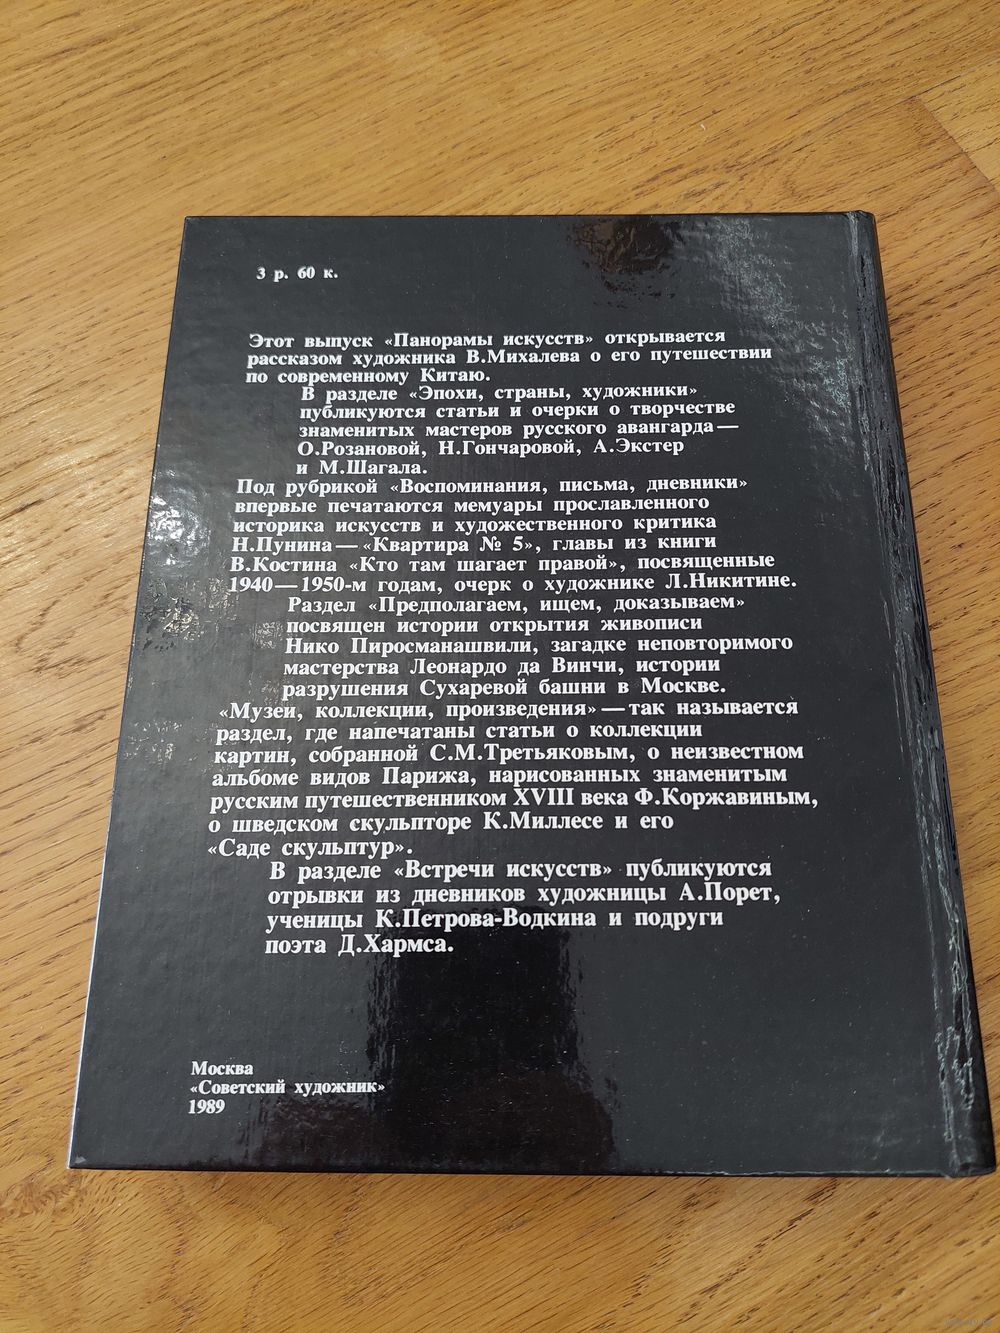 3 р. 60 к.
Этот выпуск «Панорамы искусств» открывается
рассказом художника В.Михалева о его путешествии
по современному Китаю.
В разделе «Эпохи, страны, художники»
публикуются статьи и очерки о творчестве
знаменитых мастеров русского авангарда—
О.Розановой, Н.Гончаровой, А.Экстер
и М.Шагала.
Под рубрикой «Воспоминания, письма, дневники»
впервые печатаются мемуары прославленного
историка искусств и художественного критика
Н.Пунина—«Квартира № 5», главы из книги
В.Костина «Кто там шагает правой», посвященные
1940—1950-м годам, очерк о художнике Л.Никитине.
Раздел «Предполагаем, ищем, доказываем»
посвящен истории открытия живописи
Нико Пиросманашвили, загадке неповторимого
мастерства Леонардо да Винчи, истории
разрушения Сухаревой башни в Москве.
«Музеи, коллекции, произведения»—так называется
раздел, где напечатаны статьи о коллекции
картин, собранной С.М.Третьяковым, о неизвестном
альбоме видов Парижа, нарисованных знаменитым
русским путешественником XVIII века Ф.Коржавиным,
о шведском скульпторе К.Миллесе и его
«Саде скульптур».
В разделе «Встречи искусств» публикуются
отрывки из дневников художницы А.Порет,
ученицы К.Петрова-Водкина и подруги
поэта Д.Хармса.
Москва
«Советский художник»
1989